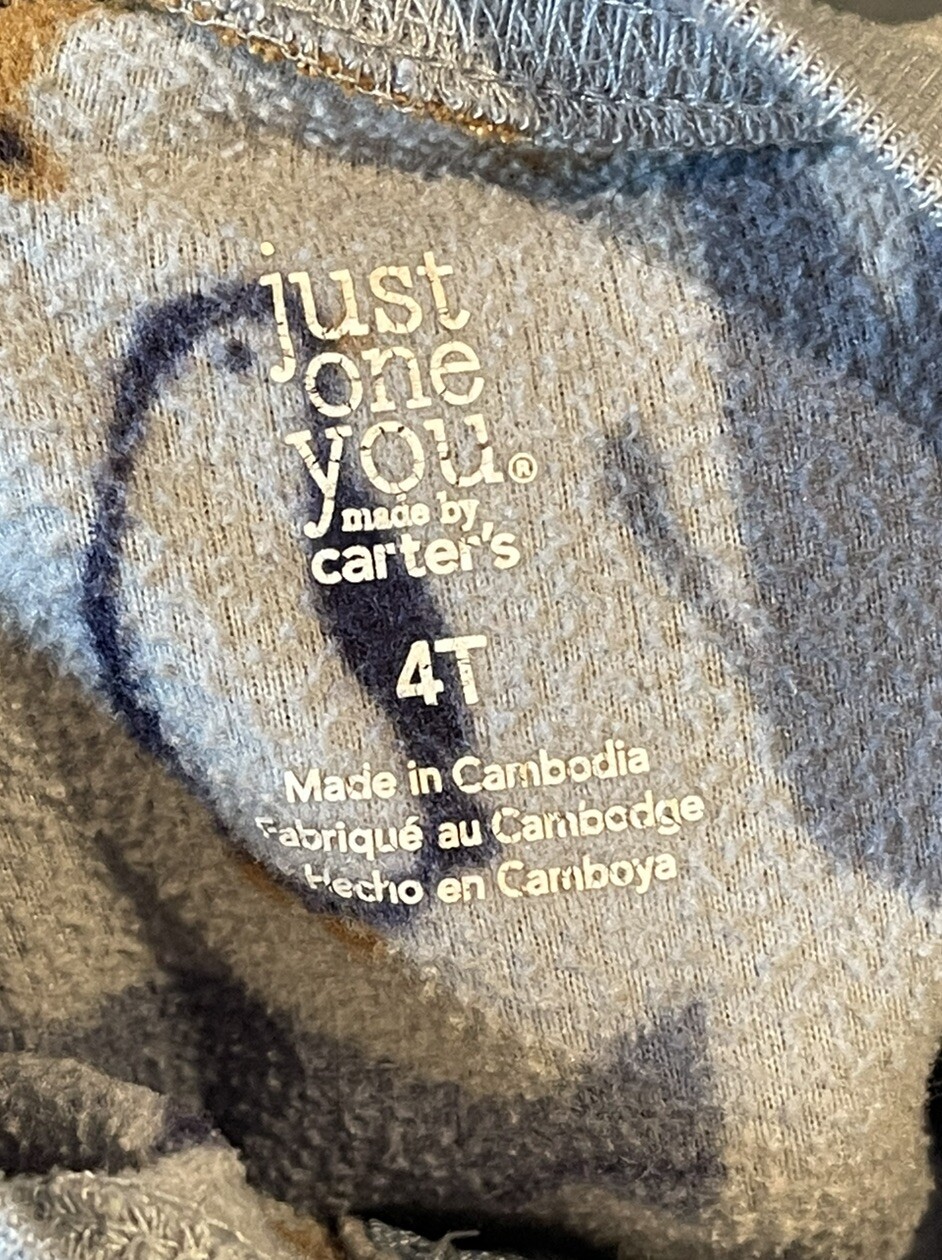 just
one
you®
made by
carter's
4T
Made in Cambodia
Fabriqué au Cambodge
Hecho en Camboya